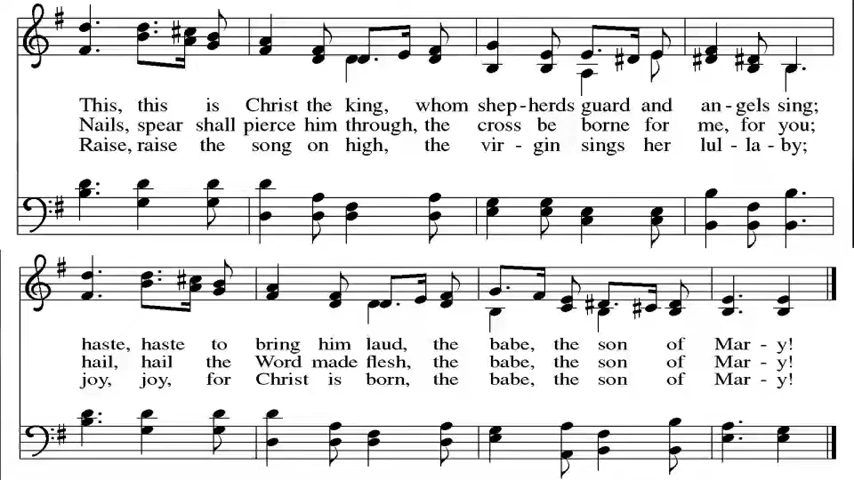 This, this is Christ the king, whom shep-herds guard and an-gels sing;
Nails, spear shall pierce him through, the cross be borne for me, for you;
Raise, raise the song on high, the vir-gin sings her lul-la-by;
haste, haste to bring him laud, the babe, the son of Mar-y!
hail, hail the Word made flesh, the babe, the son of Mar-y!
joy, joy, for Christ is born, the babe, the son of Mar-y!